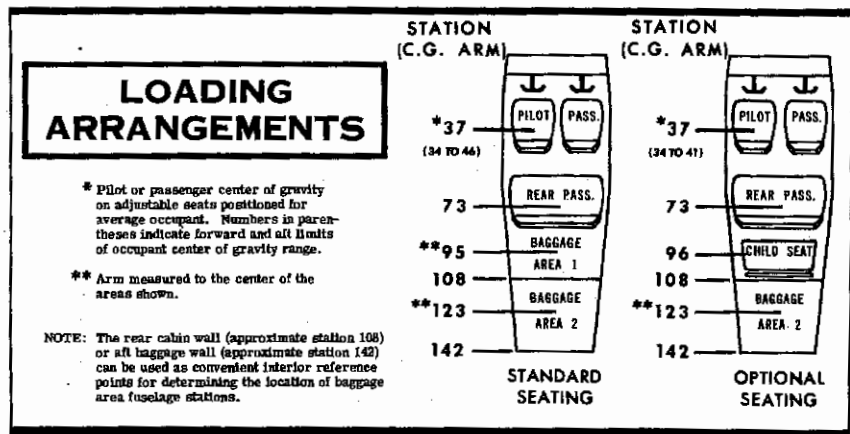 LOADING
ARRANGEMENTS
* Pilot or passenger center of gravity
on adjustable seats positioned for
average occupant. Numbers in paren-
theses indicate forward and aft limits
of occupant center of gravity range.
** Arm measured to the center of the
areas shown.
NOTE: The rear cabin wall (approximate station 108)
or aft baggage wall (approximate station 142)
can be used as convenient interior reference
points for determining the location of baggage
area fuselage stations.
STATION
(C.G. ARM)
*37
(34 TO 46)
73
**95
108
**123
142
PILOT
PASS.
REAR PASS.
BAGGAGE
AREA 1
BAGGAGE
AREA 2
STANDARD
SEATING
STATION
(C.G. ARM)
*37
(34 TO 41)
73
96
108
**123
142
PILOT
PASS.
REAR PASS.
CHILD SEAT
BAGGAGE
AREA 2
OPTIONAL
SEATING